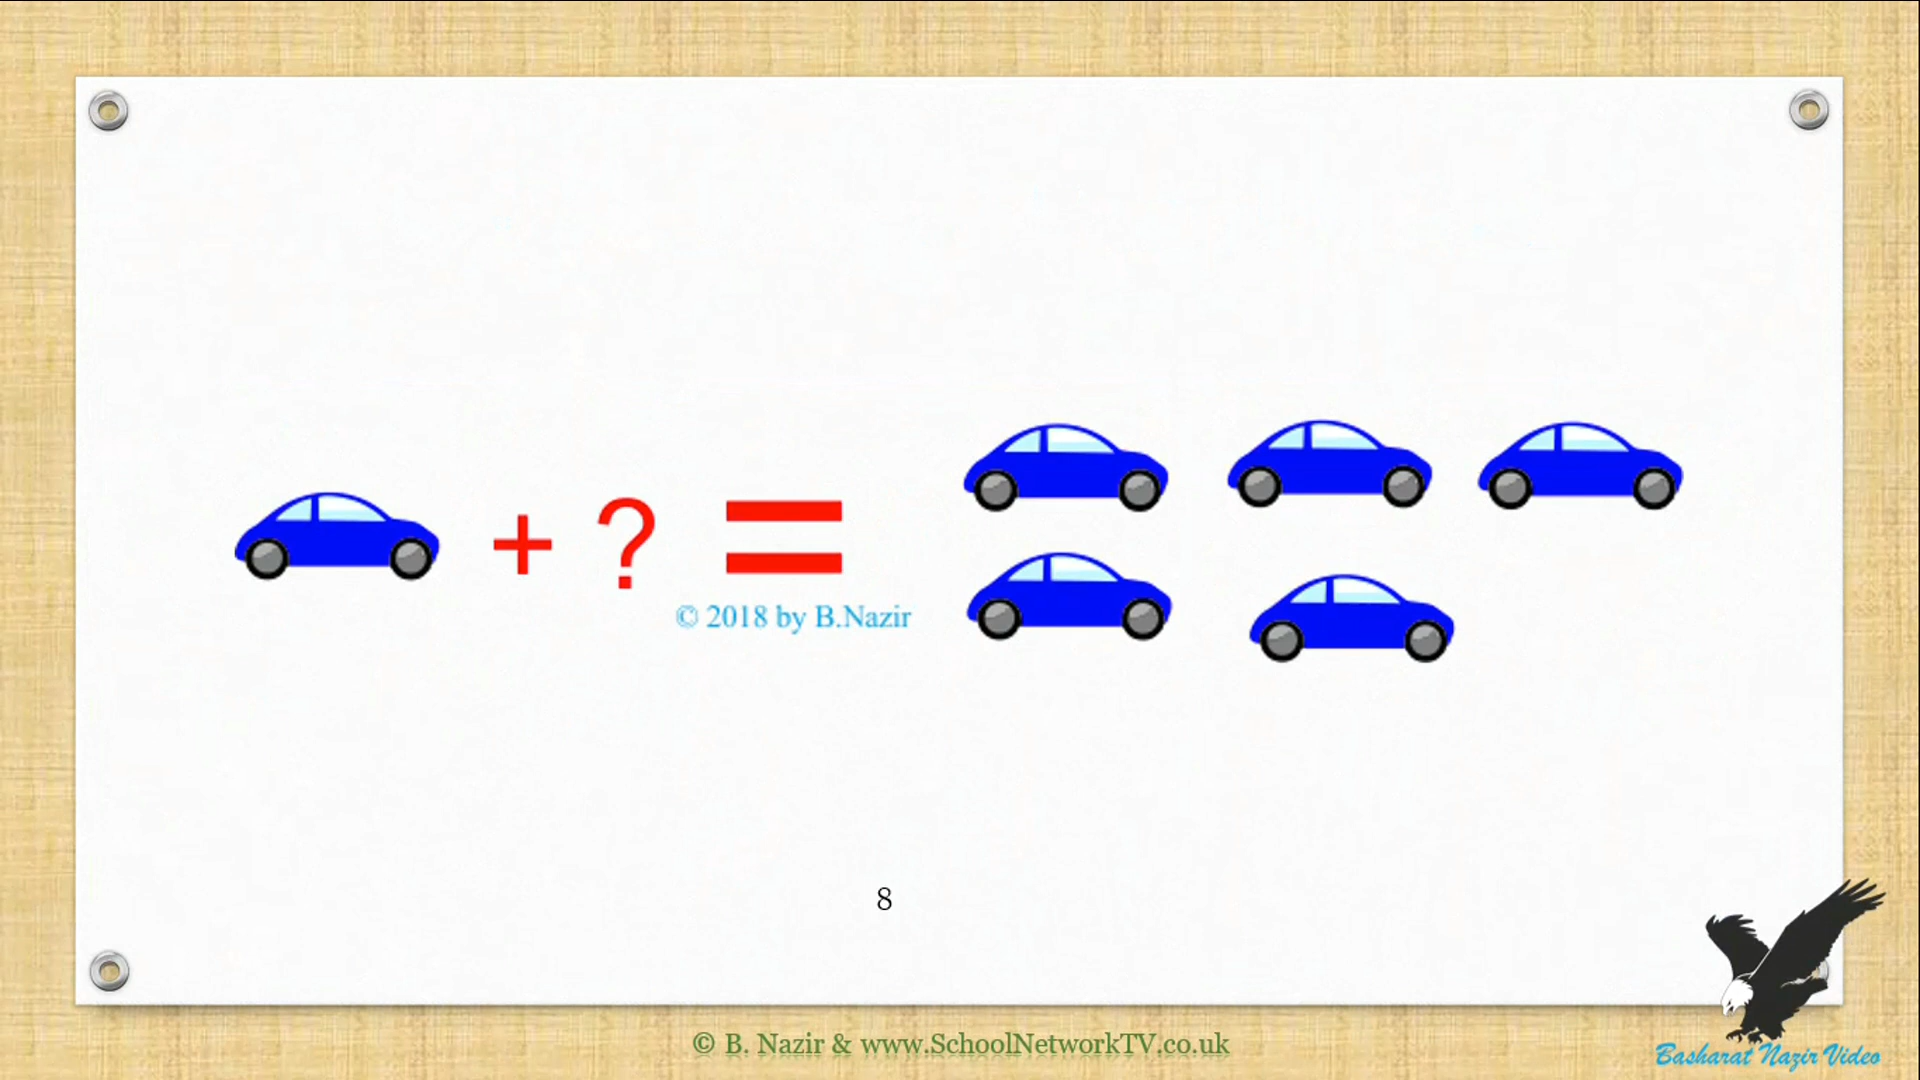 + ? =
© 2018 by B.Nazir
8
© B. Nazir & www.SchoolNetworkTV.co.uk
Basharat Nazir Video